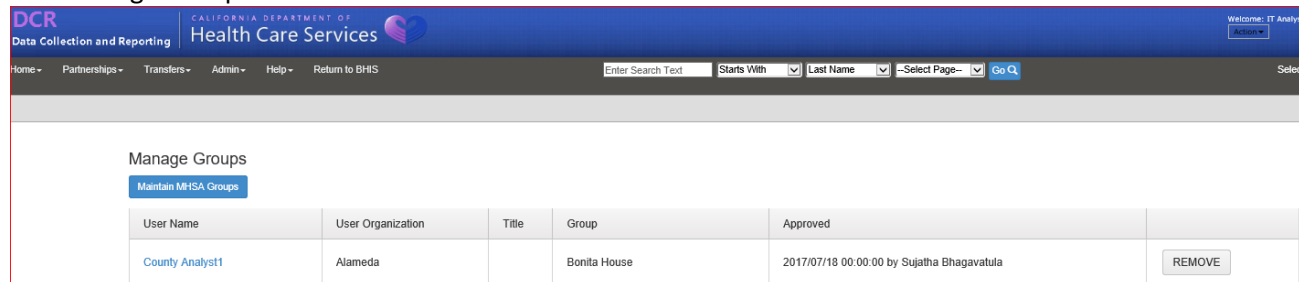 DCR
Data Collection and Reporting
CALIFORNIA DEPARTMENT OF
Health Care Services
Welcome: IT Analys
Action
Home Partnerships Transfers Admin Help Return to BHIS Enter Search Text Starts With Last Name --Select Page-- Go Selec
Manage Groups
Maintain MHSA Groups
User Name User Organization Title Group Approved
County Analyst1 Alameda Bonita House 2017/07/18 00:00:00 by Sujatha Bhagavatula REMOVE